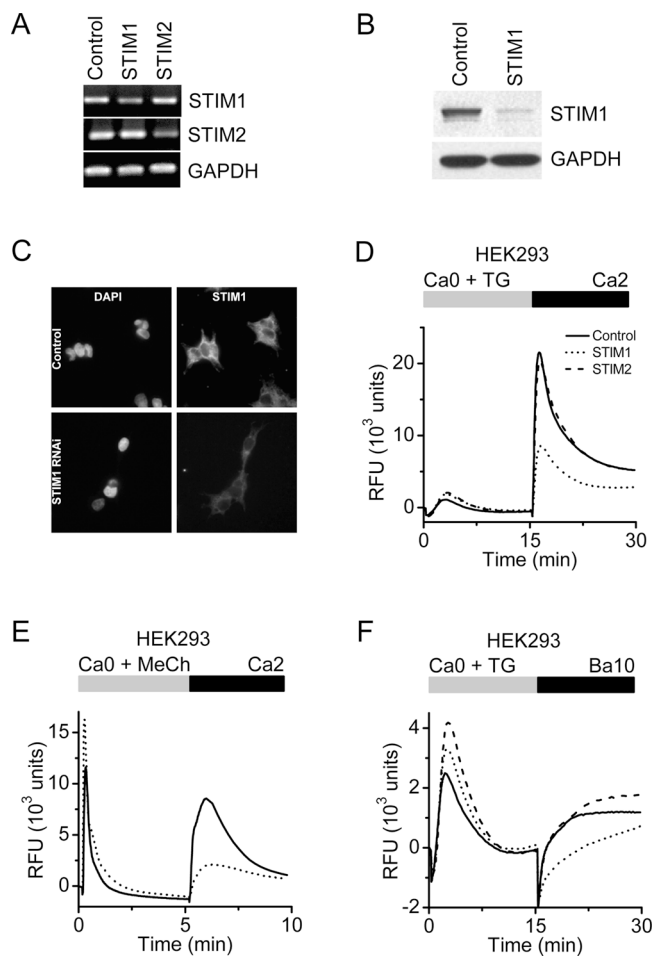 A
Control
STIM1
STIM2
STIM1
STIM2
GAPDH
B
Control
STIM1
STIM1
GAPDH
C
DAPI
STIM1
Control
STIM1 RNAi
D
HEK293
Ca0 + TG
Ca2
Control
STIM1
STIM2
20
10
0
RFU (10³ units)
0
15
30
Time (min)
E
HEK293
Ca0 + MeCh
Ca2
15
10
5
0
RFU (10³ units)
0
5
10
Time (min)
F
HEK293
Ca0 + TG
Ba10
4
2
0
-2
RFU (10³ units)
0
15
30
Time (min)